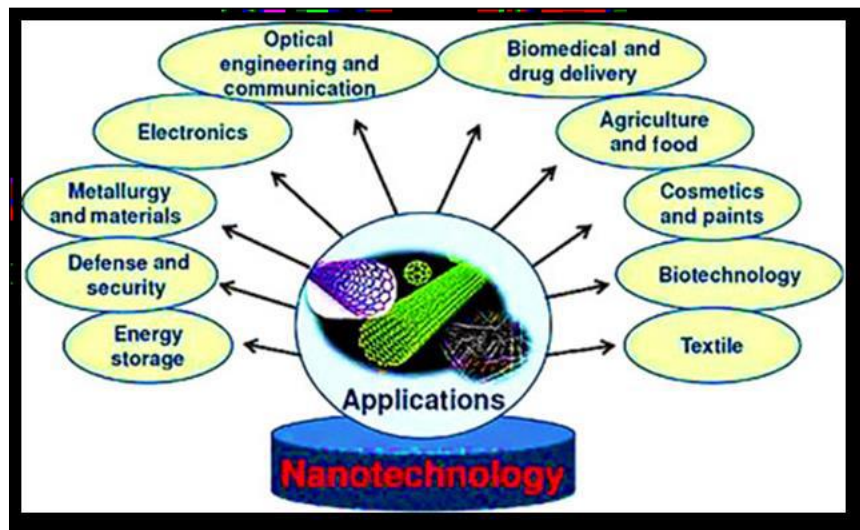 Optical
engineering and
communication
Biomedical and
drug delivery
Electronics
Agriculture
and food
Metallurgy
and materials
Cosmetics
and paints
Defense and
security
Biotechnology
Energy
storage
Textile
Applications
Nanotechnology